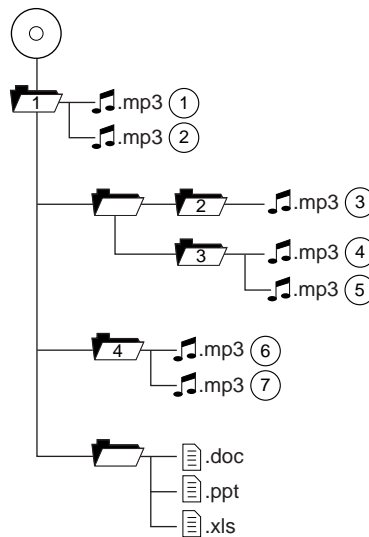 1 .mp3 1
.mp3 2
2 .mp3 3
3 .mp3 4
.mp3 5
4 .mp3 6
.mp3 7
.doc
.ppt
.xls